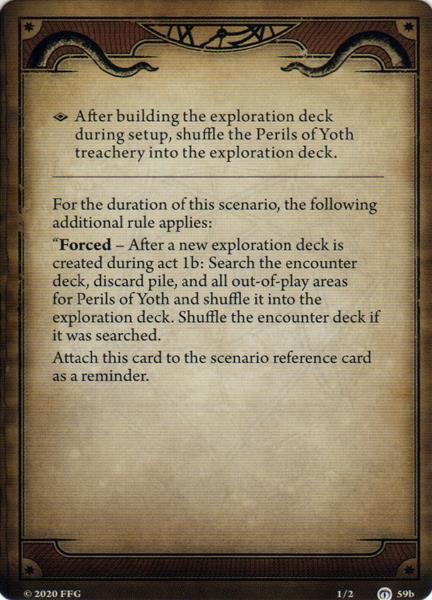 After building the exploration deck
during setup, shuffle the Perils of Yoth
treachery into the exploration deck.
For the duration of this scenario, the following
additional rule applies:
“Forced – After a new exploration deck is
created during act 1b: Search the encounter
deck, discard pile, and all out-of-play areas
for Perils of Yoth and shuffle it into the
exploration deck. Shuffle the encounter deck if
it was searched.
Attach this card to the scenario reference card
as a reminder.
© 2020 FFG 1/2 59b